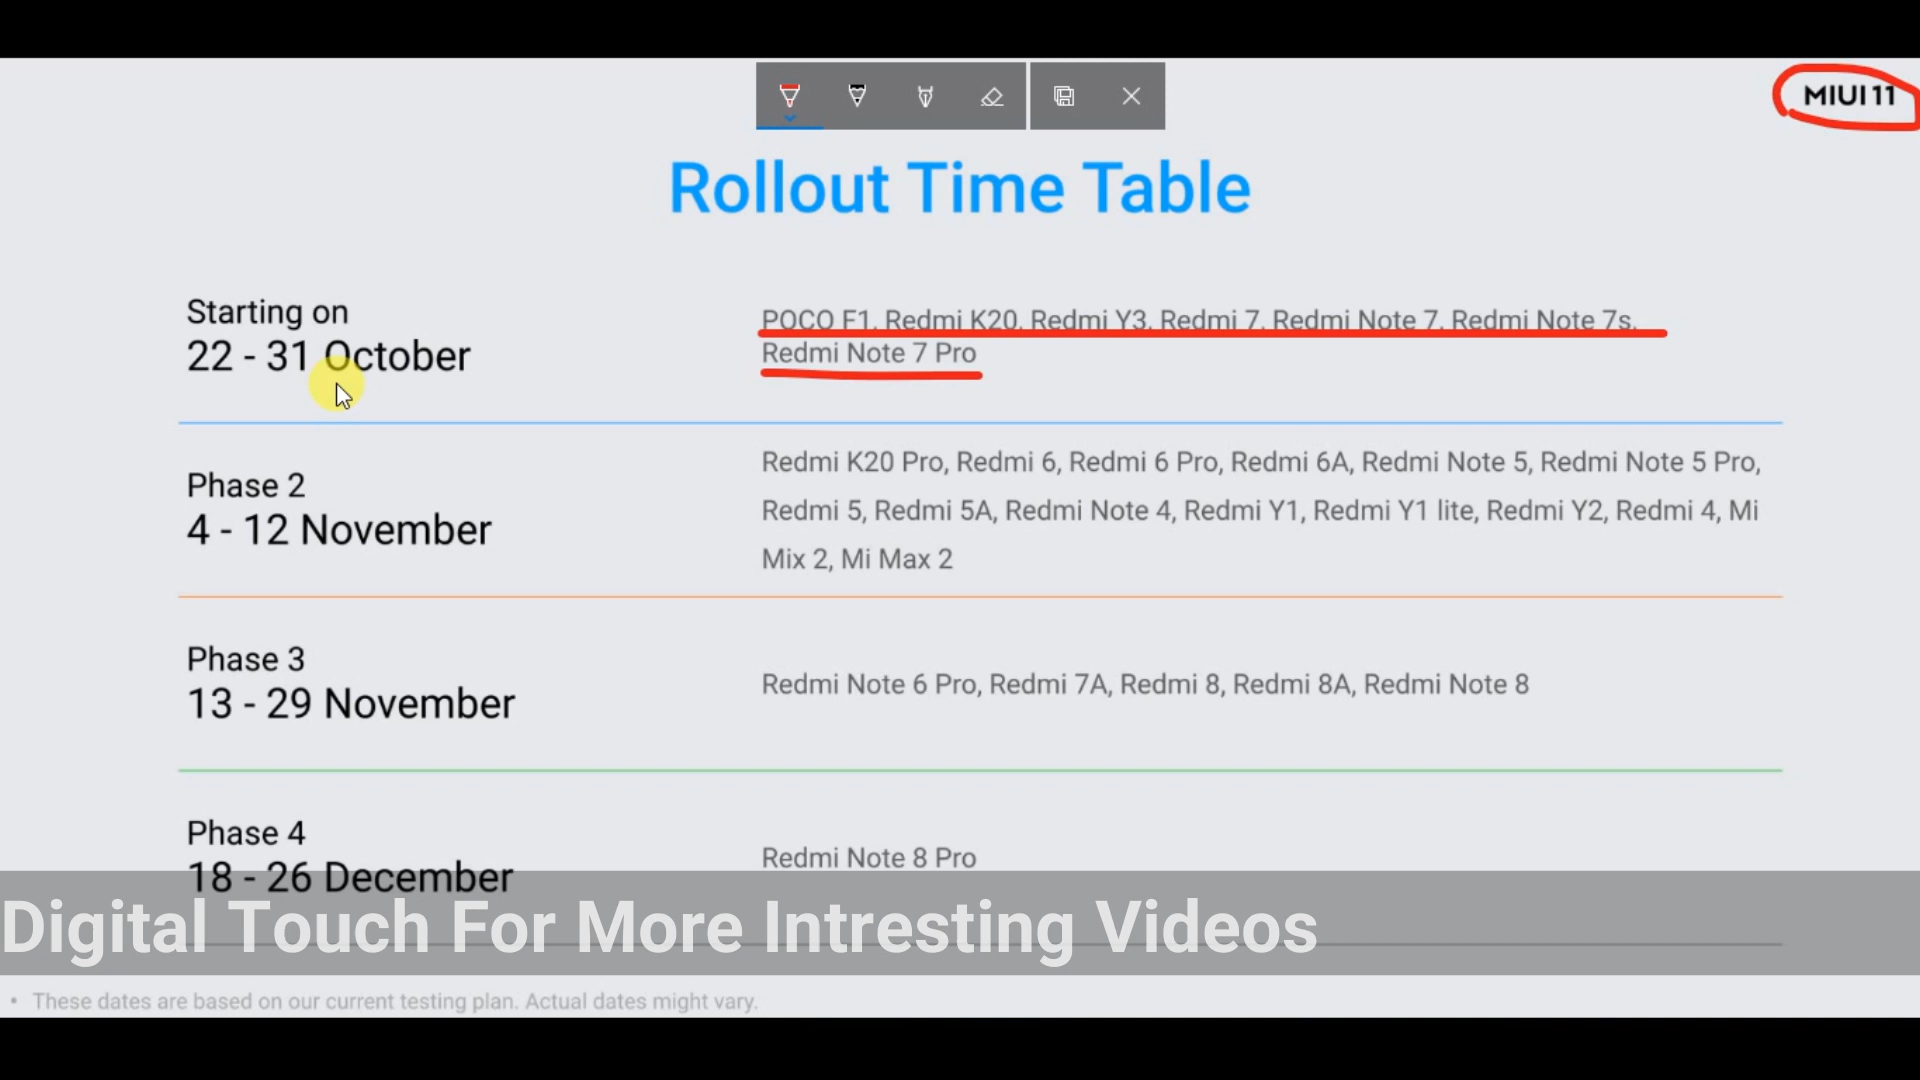 MIUI 11
Rollout Time Table
Starting on
22 - 31 October
POCO F1, Redmi K20, Redmi Y3, Redmi 7, Redmi Note 7, Redmi Note 7s,
Redmi Note 7 Pro
Phase 2
4 - 12 November
Redmi K20 Pro, Redmi 6, Redmi 6 Pro, Redmi 6A, Redmi Note 5, Redmi Note 5 Pro,
Redmi 5, Redmi 5A, Redmi Note 4, Redmi Y1, Redmi Y1 lite, Redmi Y2, Redmi 4, Mi
Mix 2, Mi Max 2
Phase 3
13 - 29 November
Redmi Note 6 Pro, Redmi 7A, Redmi 8, Redmi 8A, Redmi Note 8
Phase 4
18 - 26 December
Redmi Note 8 Pro
Digital Touch For More Intresting Videos
• These dates are based on our current testing plan. Actual dates might vary.